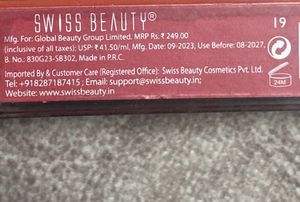 SWISS BEAUTY®
19
Mfg. For: Global Beauty Group Limited. MRP Rs. ₹ 249.00
(inclusive of all taxes); USP: ₹ 41.50/ml, Mfg. Date: 09-2023, Use Before: 08-2027,
B. No.: 830G23-SB302, Made in P.R.C.
Imported By & Customer Care (Registered Office): Swiss Beauty Cosmetics Pvt. Ltd.
Tel: +918287187415; Email: support@swissbeauty.in;
Website: www.swissbeauty.in
24M